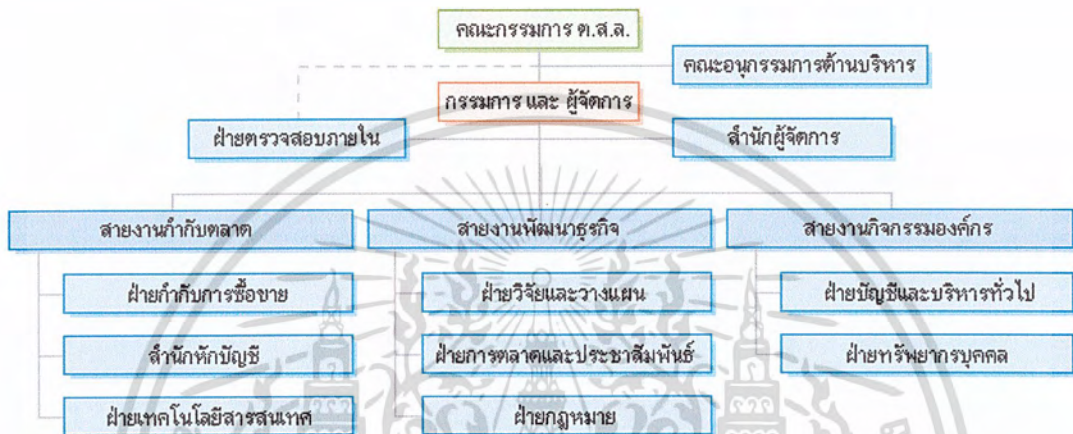 คณะกรรมการ ต.ส.ล.
คณะอนุกรรมการด้านบริหาร
กรรมการ และ ผู้จัดการ
ฝ่ายตรวจสอบภายใน
สำนักผู้จัดการ
สายงานกำกับตลาด
สายงานพัฒนาธุรกิจ
สายงานกิจกรรมองค์กร
ฝ่ายกำกับการซื้อขาย
ฝ่ายวิจัยและวางแผน
ฝ่ายบัญชีและบริหารทั่วไป
สำนักหักบัญชี
ฝ่ายการตลาดและประชาสัมพันธ์
ฝ่ายทรัพยากรบุคคล
ฝ่ายเทคโนโลยีสารสนเทศ
ฝ่ายกฎหมาย